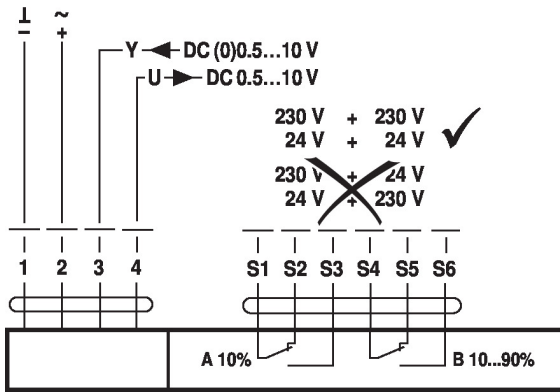 ⊥ ~
– +
Y ◄ DC (0)0.5...10 V
U ► DC 0.5...10 V
230 V + 230 V
24 V + 24 V
230 V + 24 V
24 V + 230 V
1 2 3 4 S1 S2 S3 S4 S5 S6
A 10% B 10...90%